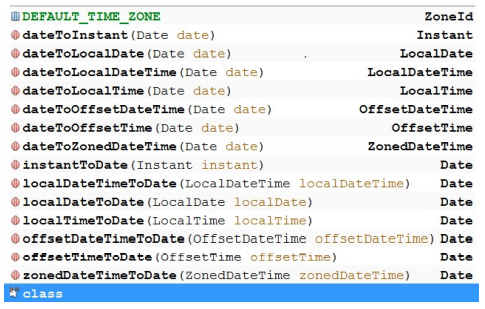 DEFAULT_TIME_ZONE ZoneId
dateToInstant(Date date) Instant
dateToLocalDate(Date date) LocalDate
dateToLocalDateTime(Date date) LocalDateTime
dateToLocalTime(Date date) LocalTime
dateToOffsetDateTime(Date date) OffsetDateTime
dateToOffsetTime(Date date) OffsetTime
dateToZonedDateTime(Date date) ZonedDateTime
instantToDate(Instant instant) Date
localDateTimeToDate(LocalDateTime localDateTime) Date
localDateToDate(LocalDate localDate) Date
localTimeToDate(LocalTime localTime) Date
offsetDateTimeToDate(OffsetDateTime offsetDateTime) Date
offsetTimeToDate(OffsetTime offsetTime) Date
zonedDateTimeToDate(ZonedDateTime zonedDateTime) Date
class